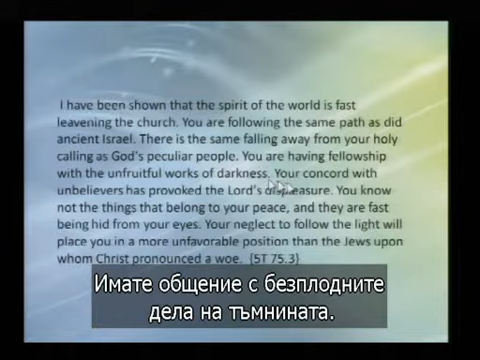 I have been shown that the spirit of the world is fast
leavening the church. You are following the same path as did
ancient Israel. There is the same falling away from your holy
calling as God's peculiar people. You are having fellowship
with the unfruitful works of darkness. Your concord with
unbelievers has provoked the Lord's displeasure. You know
not the things that belong to your peace, and they are fast
being hid from your eyes. Your neglect to follow the light will
place you in a more unfavorable position than the Jews upon
whom Christ pronounced a woe. {5T 75.3}
Имате общение с безплодните
дела на тъмнината.